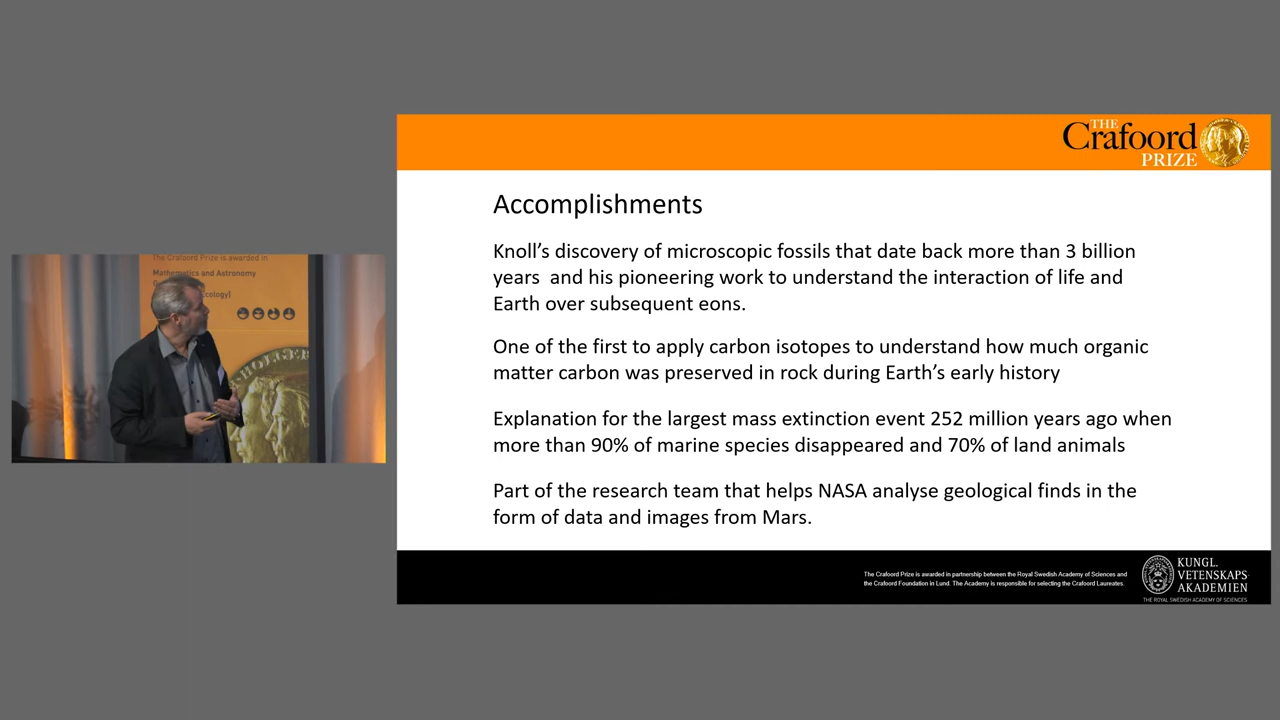 THE
Crafoord
PRIZE
Accomplishments
Knoll’s discovery of microscopic fossils that date back more than 3 billion
years and his pioneering work to understand the interaction of life and
Earth over subsequent eons.
One of the first to apply carbon isotopes to understand how much organic
matter carbon was preserved in rock during Earth’s early history
Explanation for the largest mass extinction event 252 million years ago when
more than 90% of marine species disappeared and 70% of land animals
Part of the research team that helps NASA analyse geological finds in the
form of data and images from Mars.
The Crafoord Prize is awarded in
Mathematics and Astronomy
Ecology]
The Crafoord Prize is awarded in partnership between the Royal Swedish Academy of Sciences and
the Crafoord Foundation in Lund. The Academy is responsible for selecting the Crafoord Laureates.
KUNGL.
VETENSKAPS-
AKADEMIEN
THE ROYAL SWEDISH ACADEMY OF SCIENCES